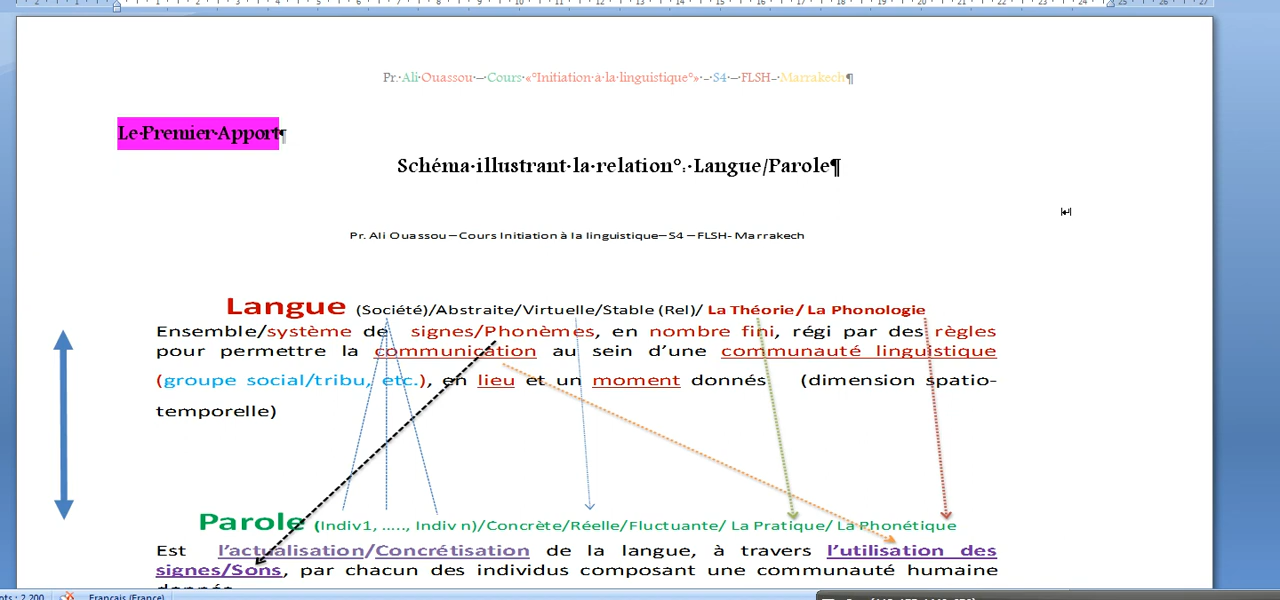 Pr. Ali Ouassou – Cours «°Initiation à la linguistique°» – S4 – FLSH– Marrakech¶
Le Premier Apport¶
Schéma illustrant la relation°: Langue/Parole¶
Pr. Ali Ouassou – Cours Initiation à la linguistique– S4 – FLSH- Marrakech
Langue (Société)/Abstraite/Virtuelle/Stable (Rel)/ La Théorie/ La Phonologie
Ensemble/système de signes/Phonèmes, en nombre fini, régi par des règles
pour permettre la communication au sein d’une communauté linguistique
(groupe social/tribu, etc.), en lieu et un moment donnés (dimension spatio-
temporelle)
Parole (Indiv1, ....., Indiv n)/Concrète/Réelle/Fluctuante/ La Pratique/ La Phonétique
Est l’actualisation/Concrétisation de la langue, à travers l’utilisation des
signes/Sons, par chacun des individus composant une communauté humaine
Français (France)